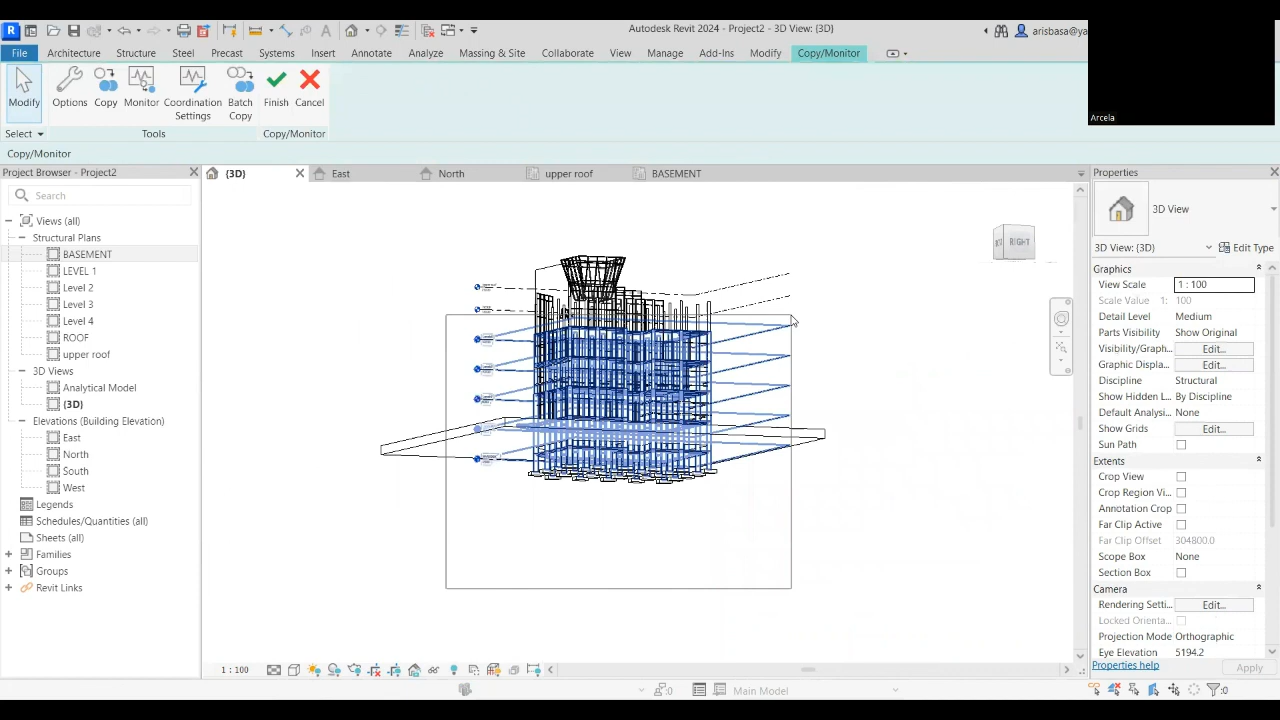 Autodesk Revit 2024 - Project2 - 3D View: {3D}
arisbasa@ya
File Architecture Structure Steel Precast Systems Insert Annotate Analyze Massing & Site Collaborate View Manage Add-Ins Modify Copy/Monitor
Modify Options Copy Monitor Coordination Settings Batch Copy Finish Cancel
Select Tools Copy/Monitor
Arcela
Copy/Monitor
Project Browser - Project2
Search
Views (all)
Structural Plans
BASEMENT
LEVEL 1
Level 2
Level 3
Level 4
ROOF
upper roof
3D Views
Analytical Model
{3D}
Elevations (Building Elevation)
East
North
South
West
Legends
Schedules/Quantities (all)
Sheets (all)
Families
Groups
Revit Links
{3D} East North upper roof BASEMENT
RIGHT
Properties
3D View
3D View: {3D} Edit Type
Graphics
View Scale 1 : 100
Scale Value 1: 100
Detail Level Medium
Parts Visibility Show Original
Visibility/Graph... Edit...
Graphic Displa... Edit...
Discipline Structural
Show Hidden L... By Discipline
Default Analysi... None
Show Grids Edit...
Sun Path
Extents
Crop View
Crop Region Vi...
Annotation Crop
Far Clip Active
Far Clip Offset 304800.0
Scope Box None
Section Box
Camera
Rendering Setti... Edit...
Locked Orienta...
Projection Mode Orthographic
Eye Elevation 5194.2
Properties help Apply
1 : 100
:0 Main Model :0